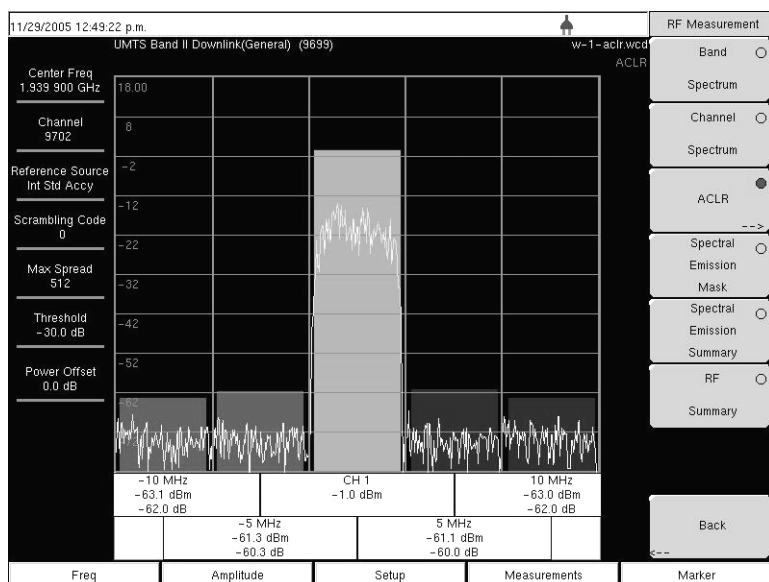 11/29/2005 12:49:22 p.m.
UMTS Band II Downlink(General) (9699)
w-1-aclr.wcd
ACLR
Center Freq
1.939 900 GHz
Channel
9702
Reference Source
Int Std Accy
Scrambling Code
0
Max Spread
512
Threshold
-30.0 dB
Power Offset
0.0 dB
18.00
8
-2
-12
-22
-32
-42
-52
-62
-10 MHz
-63.1 dBm
-62.0 dB
CH 1
-1.0 dBm
10 MHz
-63.0 dBm
-62.0 dB
-5 MHz
-61.3 dBm
-60.3 dB
5 MHz
-61.1 dBm
-60.0 dB
RF Measurement
Band
Spectrum
Channel
Spectrum
ACLR
-->
Spectral
Emission
Mask
Spectral
Emission
Summary
RF
Summary
Back
<--
Freq
Amplitude
Setup
Measurements
Marker